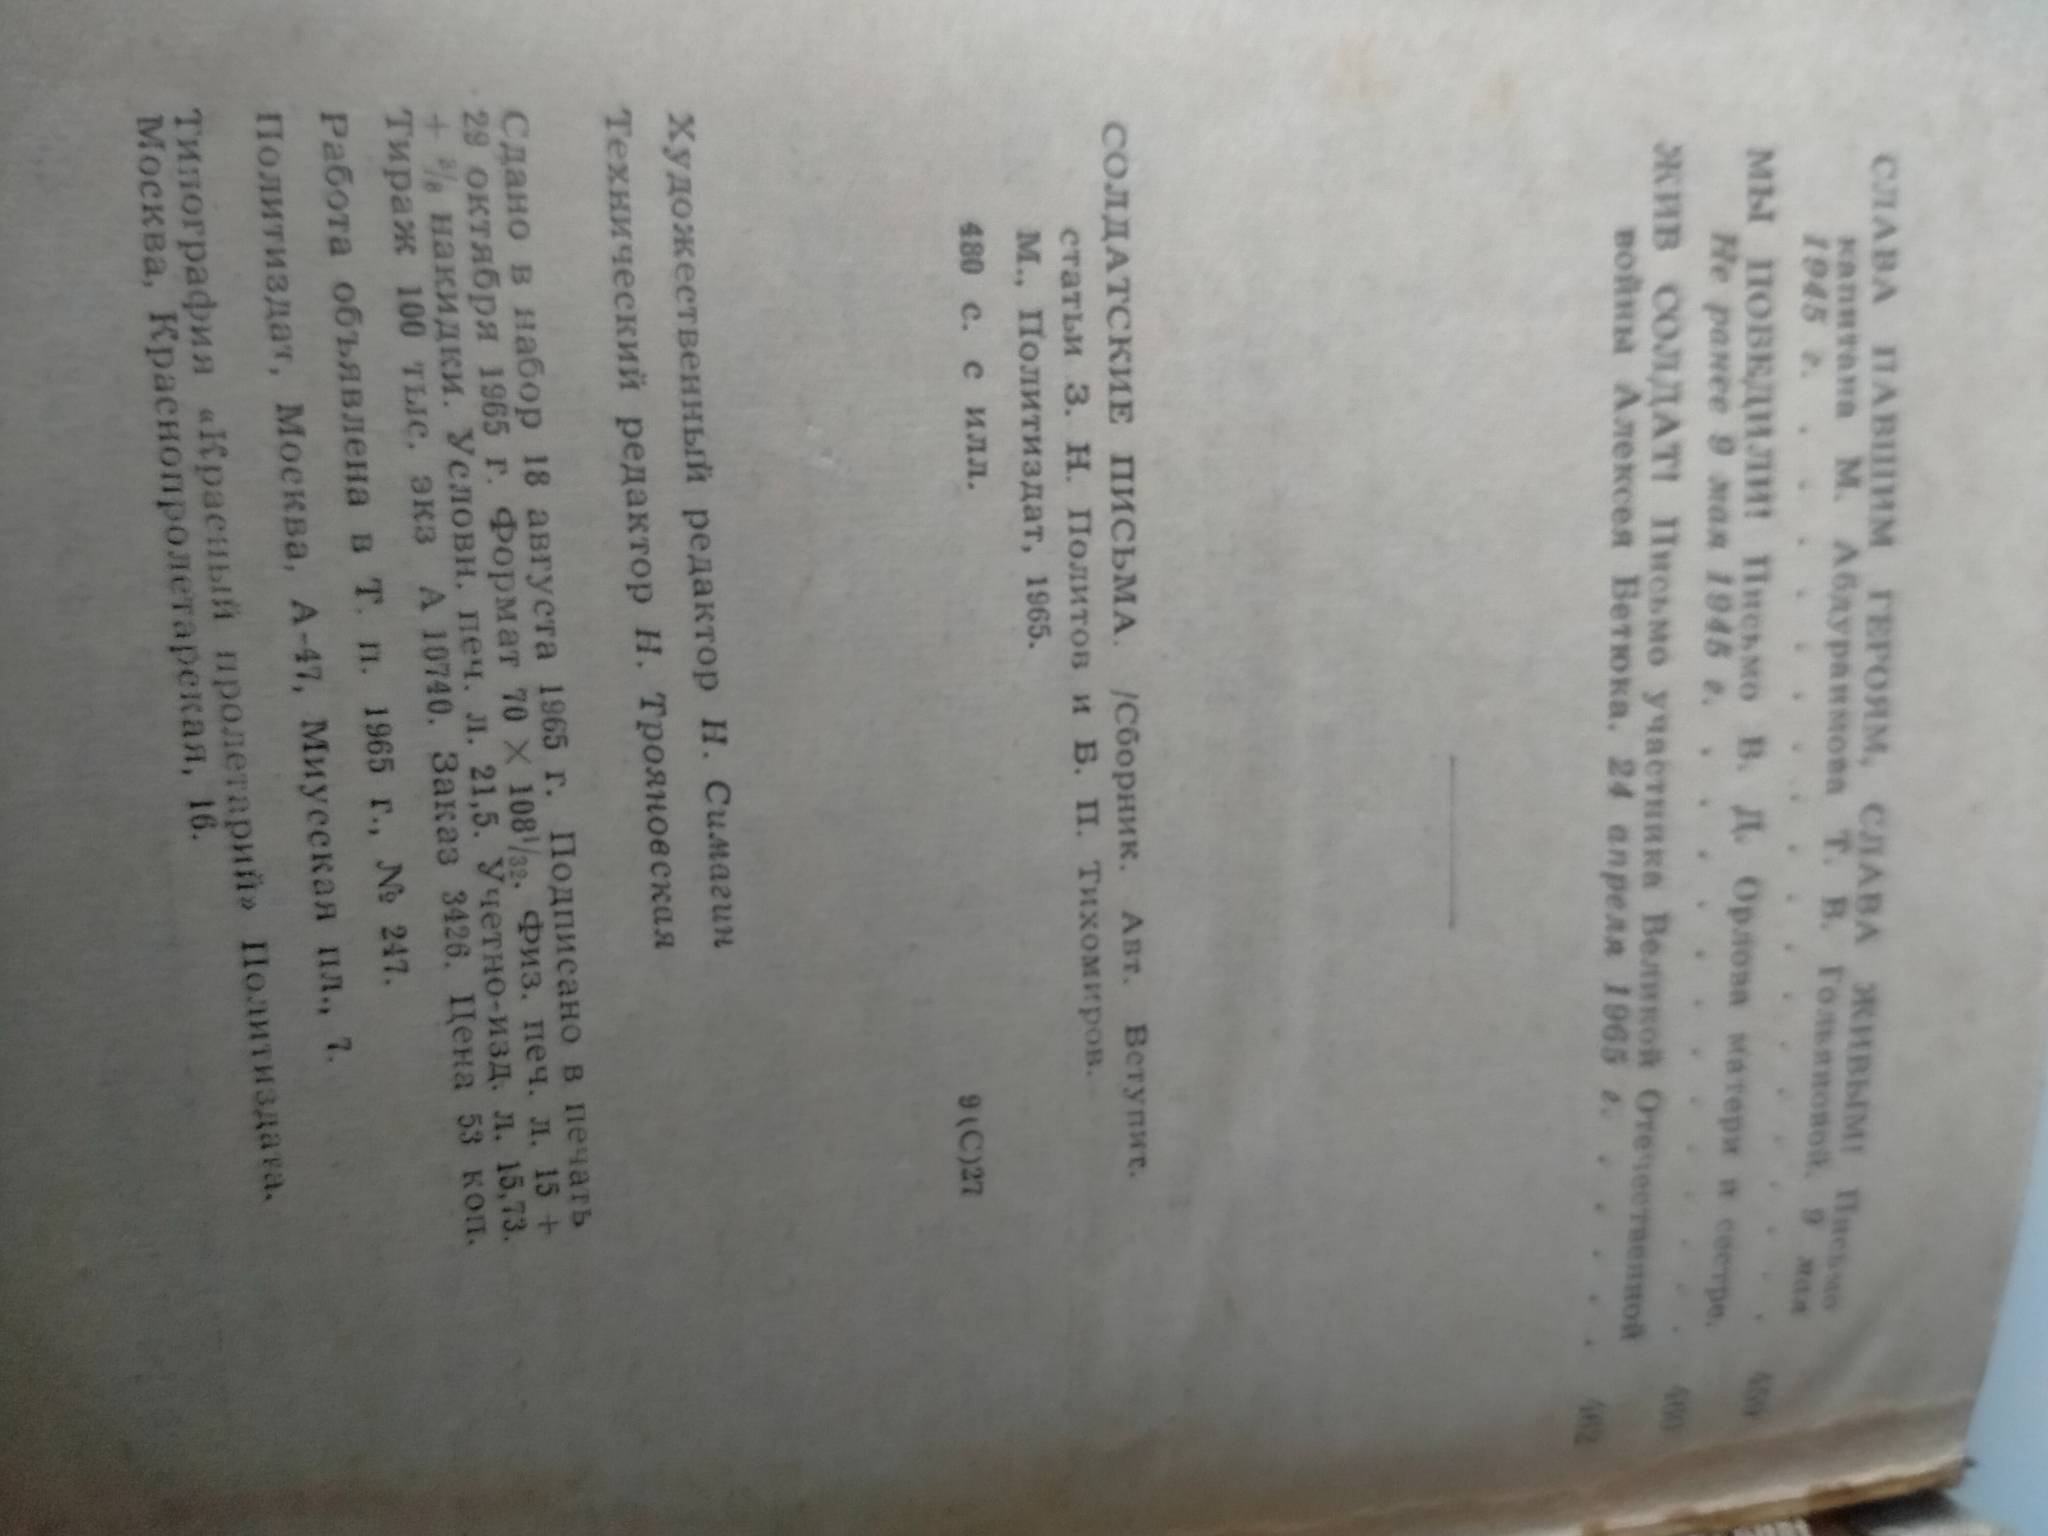 СЛАВА ПАВШИМ ГЕРОЯМ, СЛАВА ЖИВЫМ! Письмо
капитана М. Абдураимова Т. В. Гольяновой. 9 мая
1945 г. . . . . . . . . . . . . . . . .
МЫ ПОБЕДИЛИ! Письмо В. Д. Орлова матери и сестре.
Не ранее 9 мая 1945 г. . . . . . . . . . . . 460
ЖИВ СОЛДАТ! Письмо участника Великой Отечественной
войны Алексея Ветюка. 24 апреля 1965 г. . . . . . 462
СОЛДАТСКИЕ ПИСЬМА. /Сборник. Авт. Вступит.
статьи З. Н. Политов и Б. П. Тихомиров.
М., Политиздат, 1965.
480 с. с илл. 9(С)27
Художественный редактор Н. Симагин
Технический редактор Н. Трояновская
Сдано в набор 18 августа 1965 г. Подписано в печать
29 октября 1965 г. Формат 70 × 108¹/₃₂. Физ. печ. л. 15 +
+ ³/₈ накидки. Условн. печ. л. 21,5. Учетно-изд. л. 15,73.
Тираж 100 тыс. экз А 10740. Заказ 3426. Цена 53 коп.
Работа объявлена в Т. п. 1965 г., № 247.
Политиздат, Москва, А-47, Миусская пл., 7.
Типография «Красный пролетарий» Политиздата.
Москва, Краснопролетарская, 16.